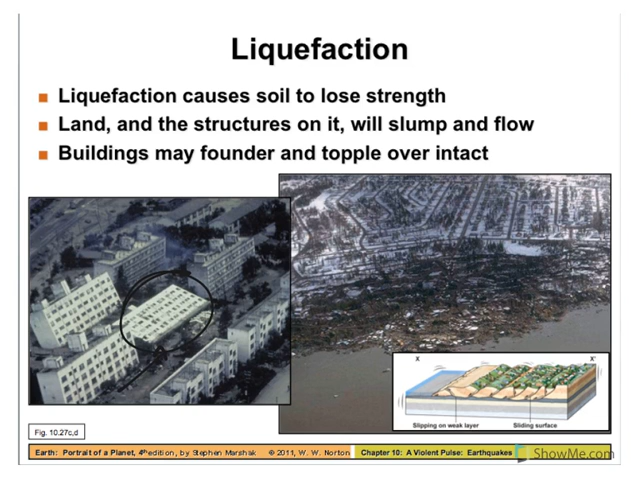 Liquefaction
Liquefaction causes soil to lose strength
Land, and the structures on it, will slump and flow
Buildings may founder and topple over intact
X X'
Slipping on weak layer Sliding surface
Fig. 10.27c,d
Earth: Portrait of a Planet, 4th edition, by Stephen Marshak © 2011, W. W. Norton Chapter 10: A Violent Pulse: Earthquakes
ShowMe.com